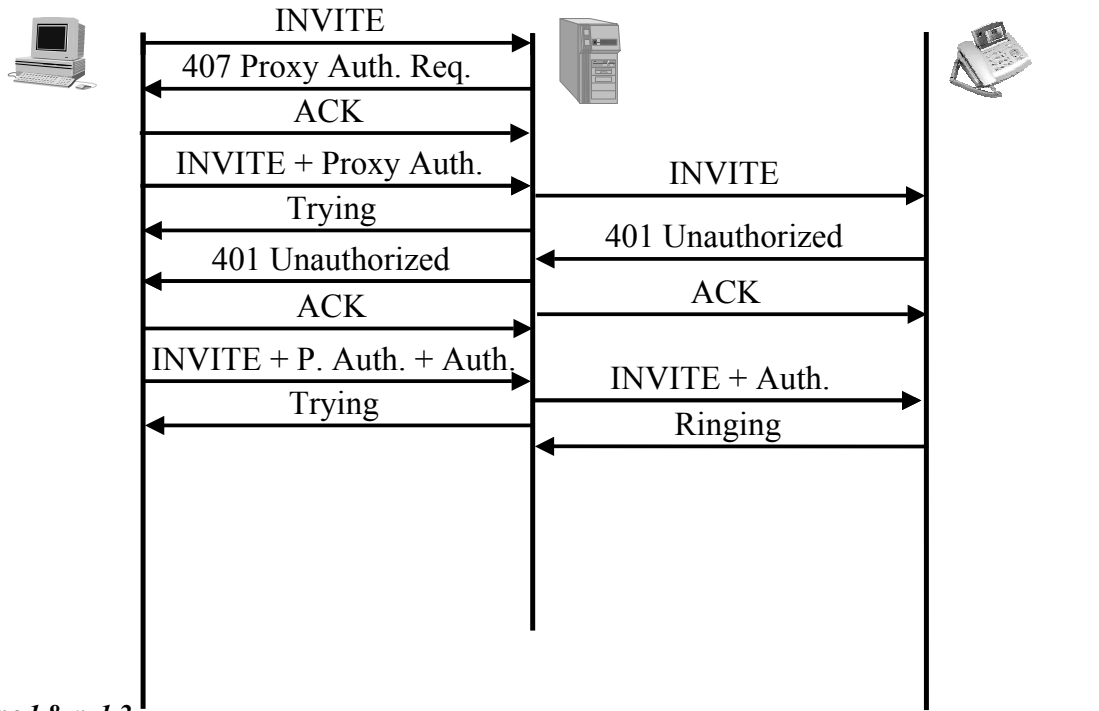 INVITE
407 Proxy Auth. Req.
ACK
INVITE + Proxy Auth.
INVITE
Trying
401 Unauthorized
401 Unauthorized
ACK
ACK
INVITE + P. Auth. + Auth.
INVITE + Auth.
Trying
Ringing